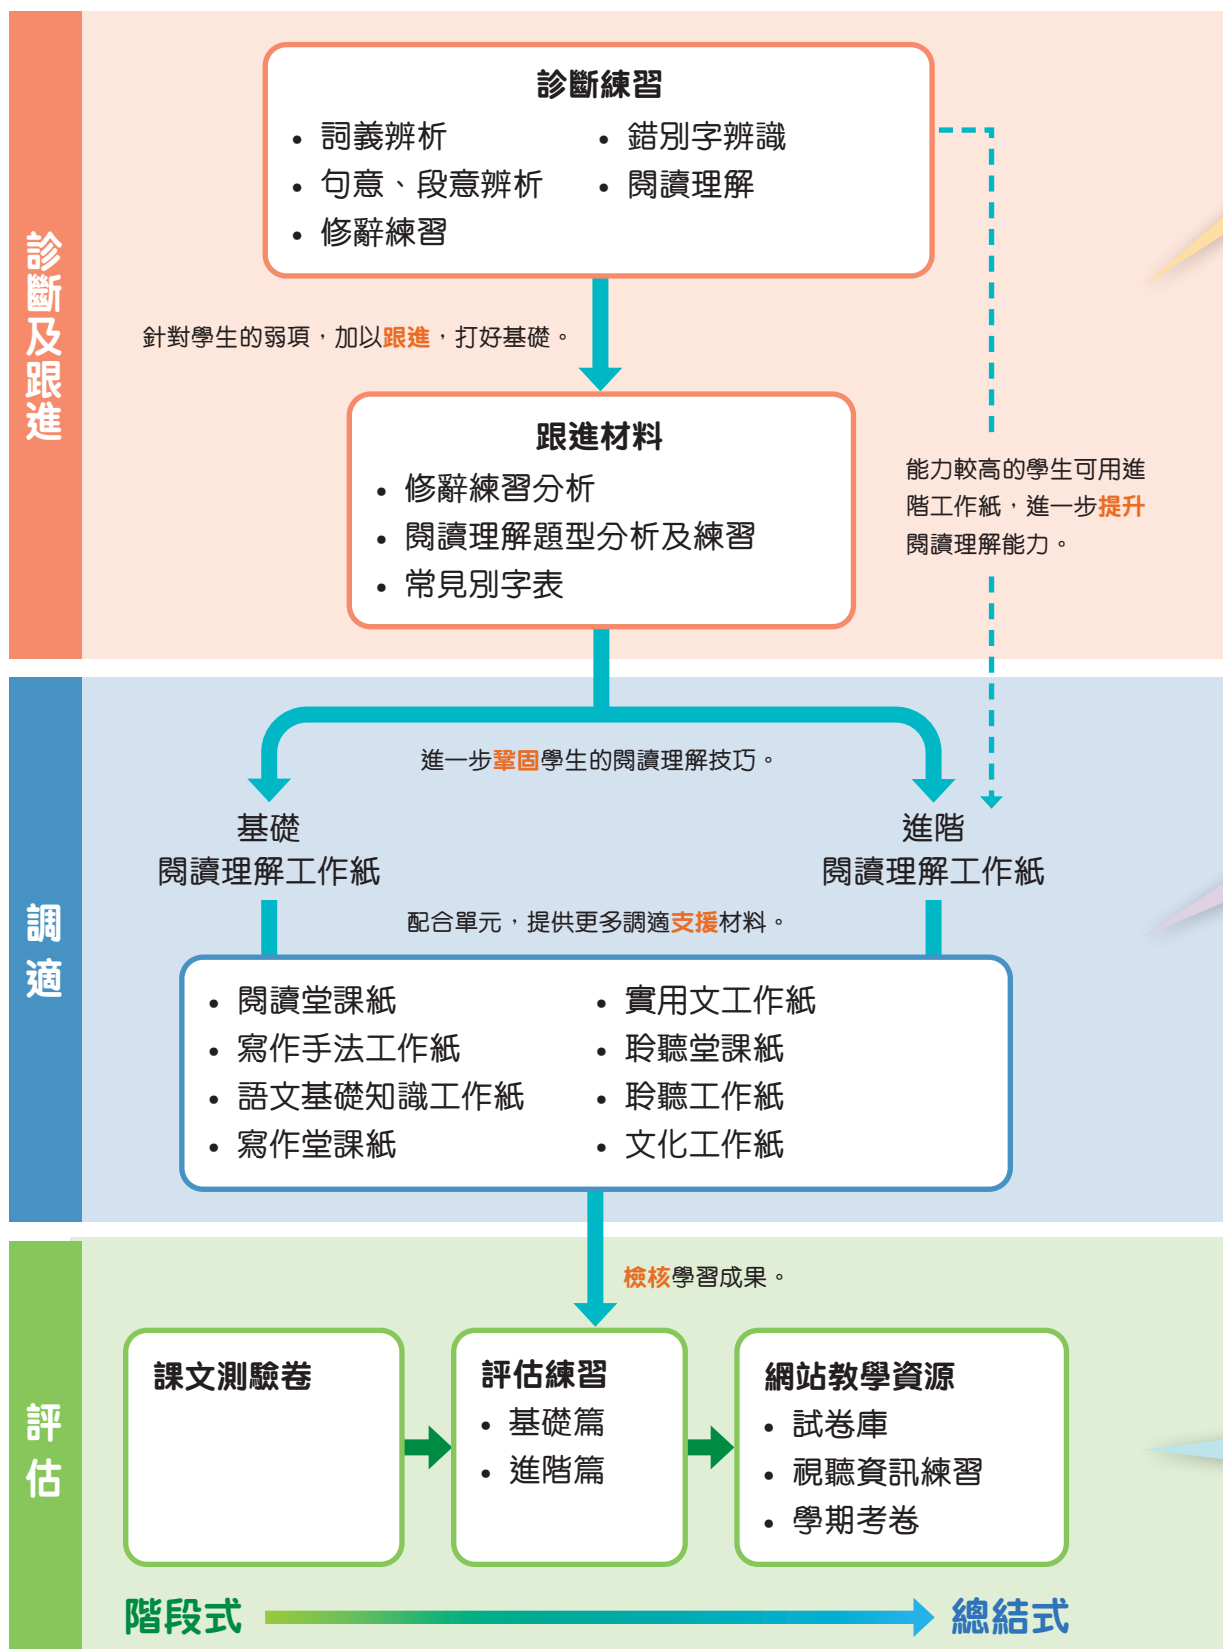 診斷及跟進
診斷練習
• 詞義辨析
• 句意、段意辨析
• 修辭練習
• 錯別字辨識
• 閱讀理解
針對學生的弱項，加以跟進，打好基礎。
跟進材料
• 修辭練習分析
• 閱讀理解題型分析及練習
• 常見別字表
能力較高的學生可用進
階工作紙，進一步提升
閱讀理解能力。
調適
進一步鞏固學生的閱讀理解技巧。
基礎
閱讀理解工作紙
進階
閱讀理解工作紙
配合單元，提供更多調適支援材料。
• 閱讀堂課紙
• 寫作手法工作紙
• 語文基礎知識工作紙
• 寫作堂課紙
• 實用文工作紙
• 聆聽堂課紙
• 聆聽工作紙
• 文化工作紙
評估
檢核學習成果。
課文測驗卷
評估練習
• 基礎篇
• 進階篇
網站教學資源
• 試卷庫
• 視聽資訊練習
• 學期考卷
階段式
總結式